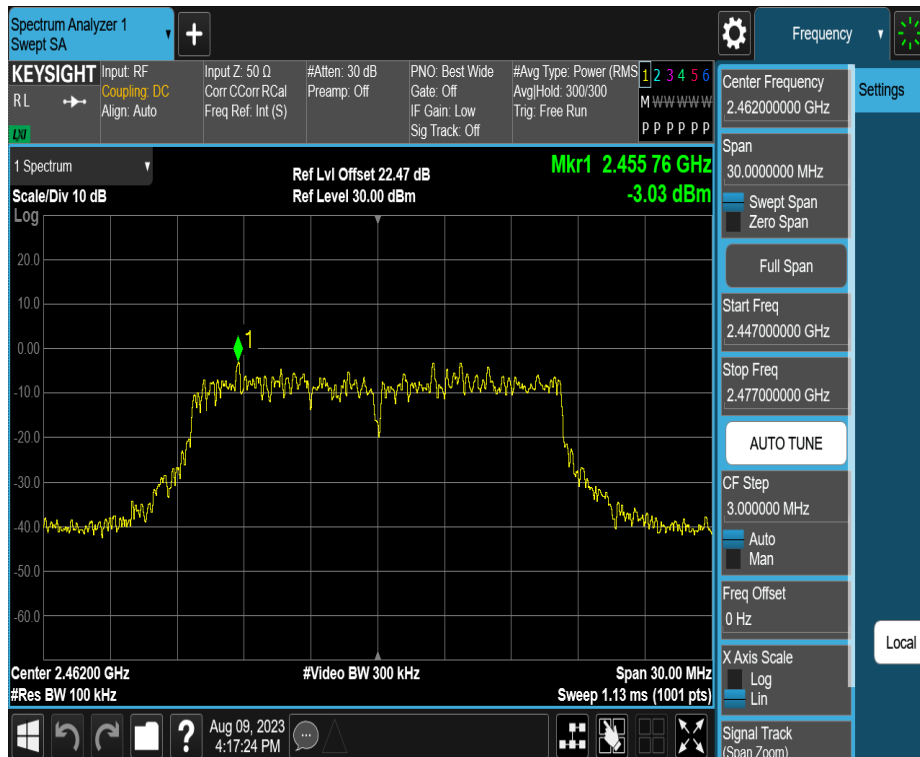 Spectrum Analyzer 1
Swept SA
+
Frequency
KEYSIGHT
RL
LXI
Input: RF
Coupling: DC
Align: Auto
Input Z: 50 Ω
Corr CCorr RCal
Freq Ref: Int (S)
#Atten: 30 dB
Preamp: Off
PNO: Best Wide
Gate: Off
IF Gain: Low
Sig Track: Off
#Avg Type: Power (RMS
Avg|Hold: 300/300
Trig: Free Run
1 2 3 4 5 6
M W W W W W
P P P P P P
1 Spectrum
Scale/Div 10 dB
Log
Ref Lvl Offset 22.47 dB
Ref Level 30.00 dBm
Mkr1 2.455 76 GHz
-3.03 dBm
20.0
10.0
0.00
-10.0
-20.0
-30.0
-40.0
-50.0
-60.0
1
Center 2.46200 GHz
#Res BW 100 kHz
#Video BW 300 kHz
Span 30.00 MHz
Sweep 1.13 ms (1001 pts)
?
Aug 09, 2023
4:17:24 PM
Center Frequency
2.462000000 GHz
Span
30.0000000 MHz
Swept Span
Zero Span
Full Span
Start Freq
2.447000000 GHz
Stop Freq
2.477000000 GHz
AUTO TUNE
CF Step
3.000000 MHz
Auto
Man
Freq Offset
0 Hz
X Axis Scale
Log
Lin
Signal Track
(Span Zoom)
Settings
Local